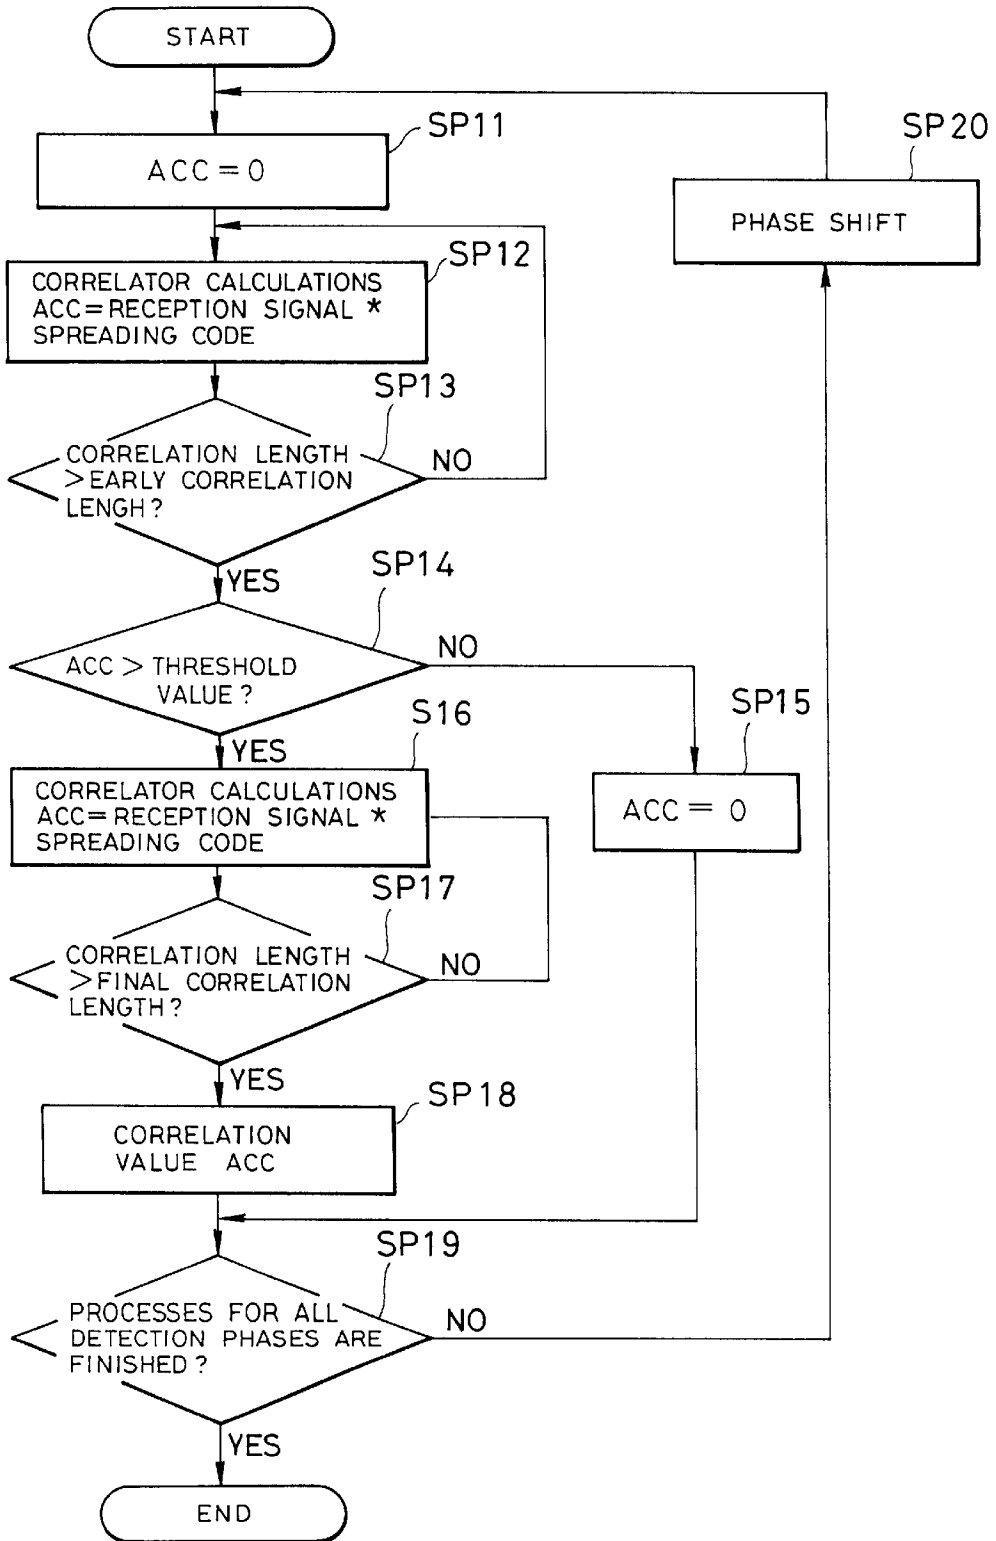 START
SP11
ACC = 0
SP20
PHASE SHIFT
SP12
CORRELATOR CALCULATIONS
ACC=RECEPTION SIGNAL *
SPREADING CODE
SP13
CORRELATION LENGTH
>EARLY CORRELATION
LENGH?
NO
YES
SP14
ACC > THRESHOLD
VALUE?
NO
YES
SP15
ACC = 0
S16
CORRELATOR CALCULATIONS
ACC=RECEPTION SIGNAL *
SPREADING CODE
SP17
CORRELATION LENGTH
>FINAL CORRELATION
LENGTH?
NO
YES
SP18
CORRELATION
VALUE ACC
SP19
PROCESSES FOR ALL
DETECTION PHASES ARE
FINISHED?
NO
YES
END